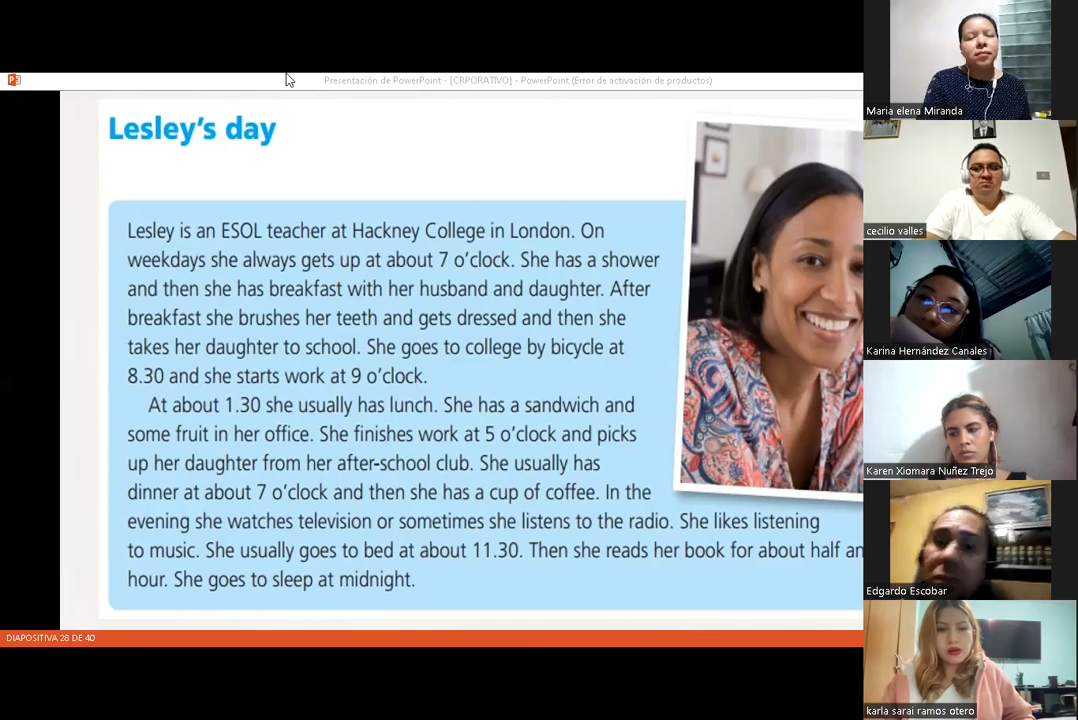 Presentación de PowerPoint - [CRPORATIVO] - PowerPoint (Error de activación de productos)
Lesley's day
Lesley is an ESOL teacher at Hackney College in London. On
weekdays she always gets up at about 7 o'clock. She has a shower
and then she has breakfast with her husband and daughter. After
breakfast she brushes her teeth and gets dressed and then she
takes her daughter to school. She goes to college by bicycle at
8.30 and she starts work at 9 o'clock.
At about 1.30 she usually has lunch. She has a sandwich and
some fruit in her office. She finishes work at 5 o'clock and picks
up her daughter from her after-school club. She usually has
dinner at about 7 o'clock and then she has a cup of coffee. In the
evening she watches television or sometimes she listens to the radio. She likes listening
to music. She usually goes to bed at about 11.30. Then she reads her book for about half an
hour. She goes to sleep at midnight.
DIAPOSITIVA 28 DE 40
Maria elena Miranda
cecilio valles
Karina Hernández Canales
Karen Xiomara Nuñez Trejo
Edgardo Escobar
karla sarai ramos otero